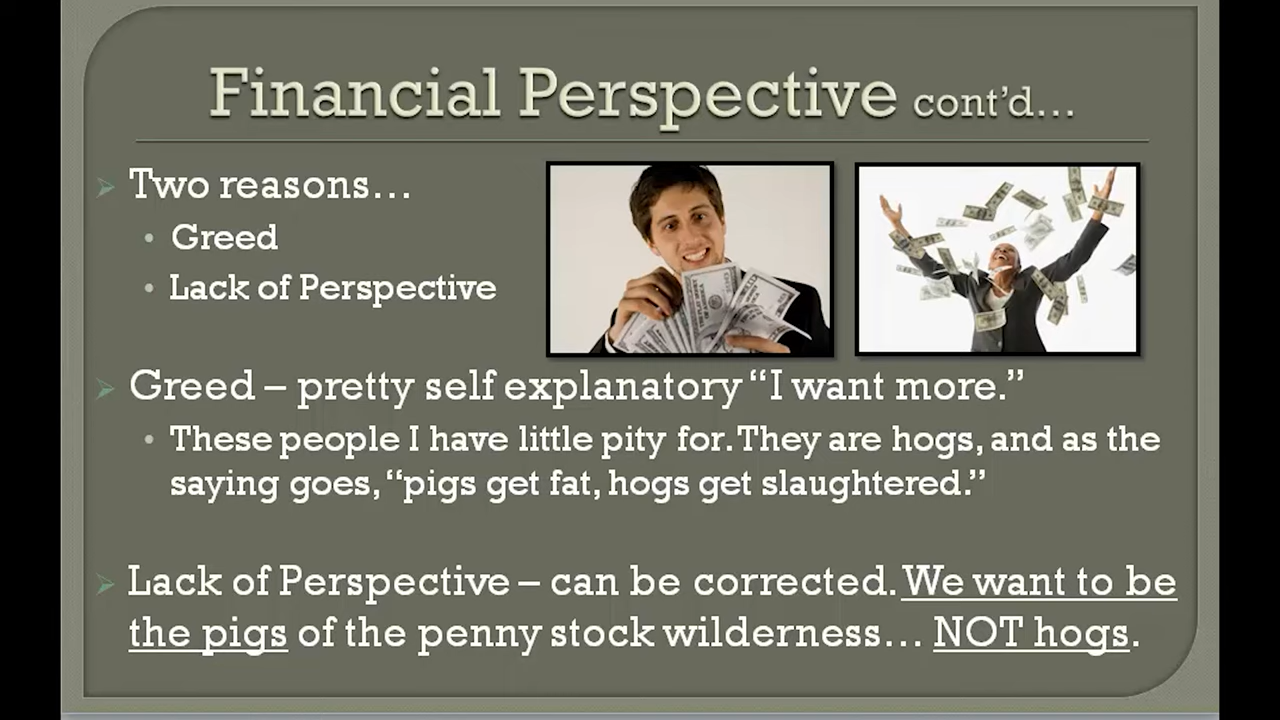 Financial Perspective cont’d…
Two reasons…
Greed
Lack of Perspective
Greed – pretty self explanatory “I want more.”
These people I have little pity for. They are hogs, and as the
saying goes, “pigs get fat, hogs get slaughtered.”
Lack of Perspective – can be corrected. We want to be
the pigs of the penny stock wilderness… NOT hogs.